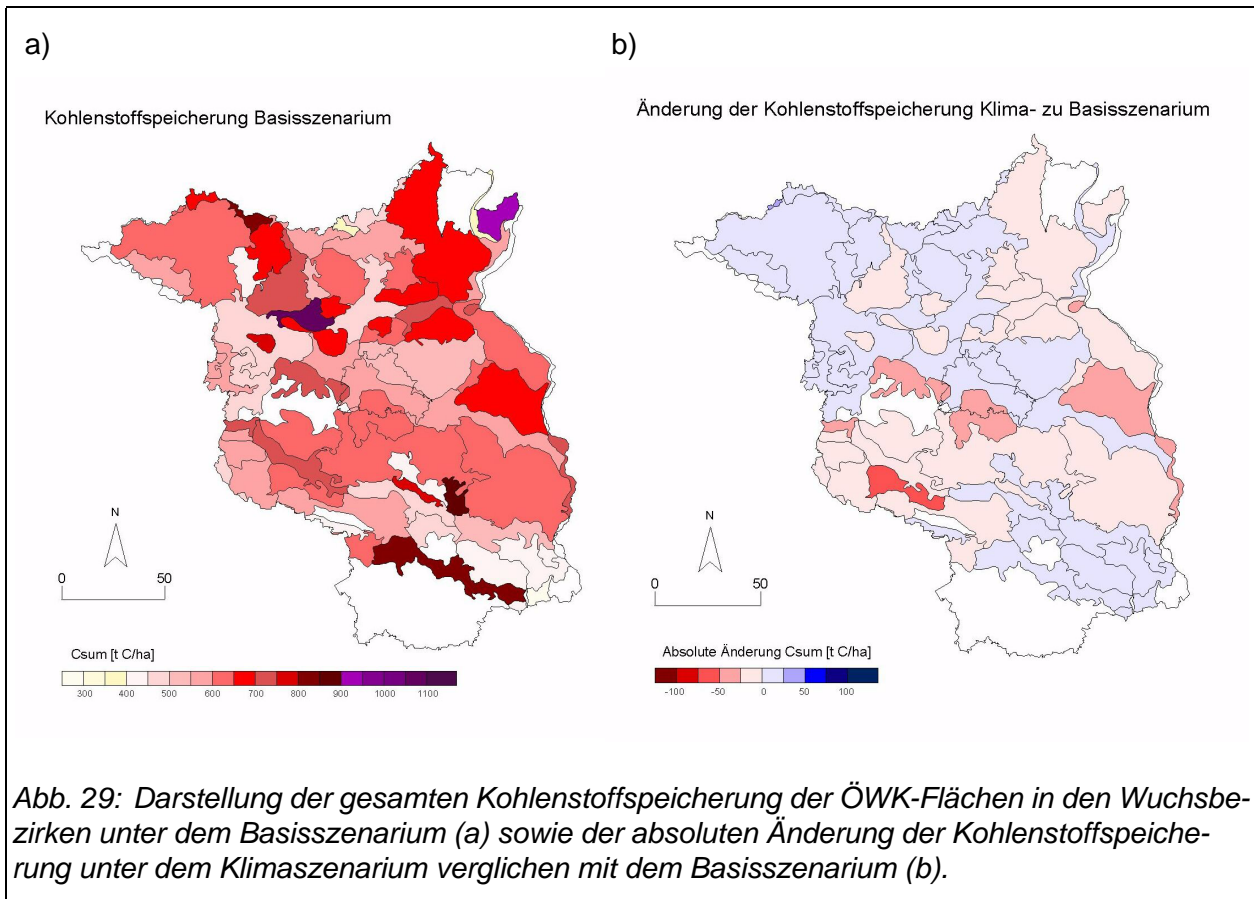 a)
b)
Kohlenstoffspeicherung Basisszenarium
Änderung der Kohlenstoffspeicherung Klima- zu Basisszenarium
N
0 50
Csum [t C/ha]
300 400 500 600 700 800 900 1000 1100
N
0 50
Absolute Änderung Csum [t C/ha]
-100 -50 0 50 100
Abb. 29: Darstellung der gesamten Kohlenstoffspeicherung der ÖWK-Flächen in den Wuchsbe-
zirken unter dem Basisszenarium (a) sowie der absoluten Änderung der Kohlenstoffspeiche-
rung unter dem Klimaszenarium verglichen mit dem Basisszenarium (b).